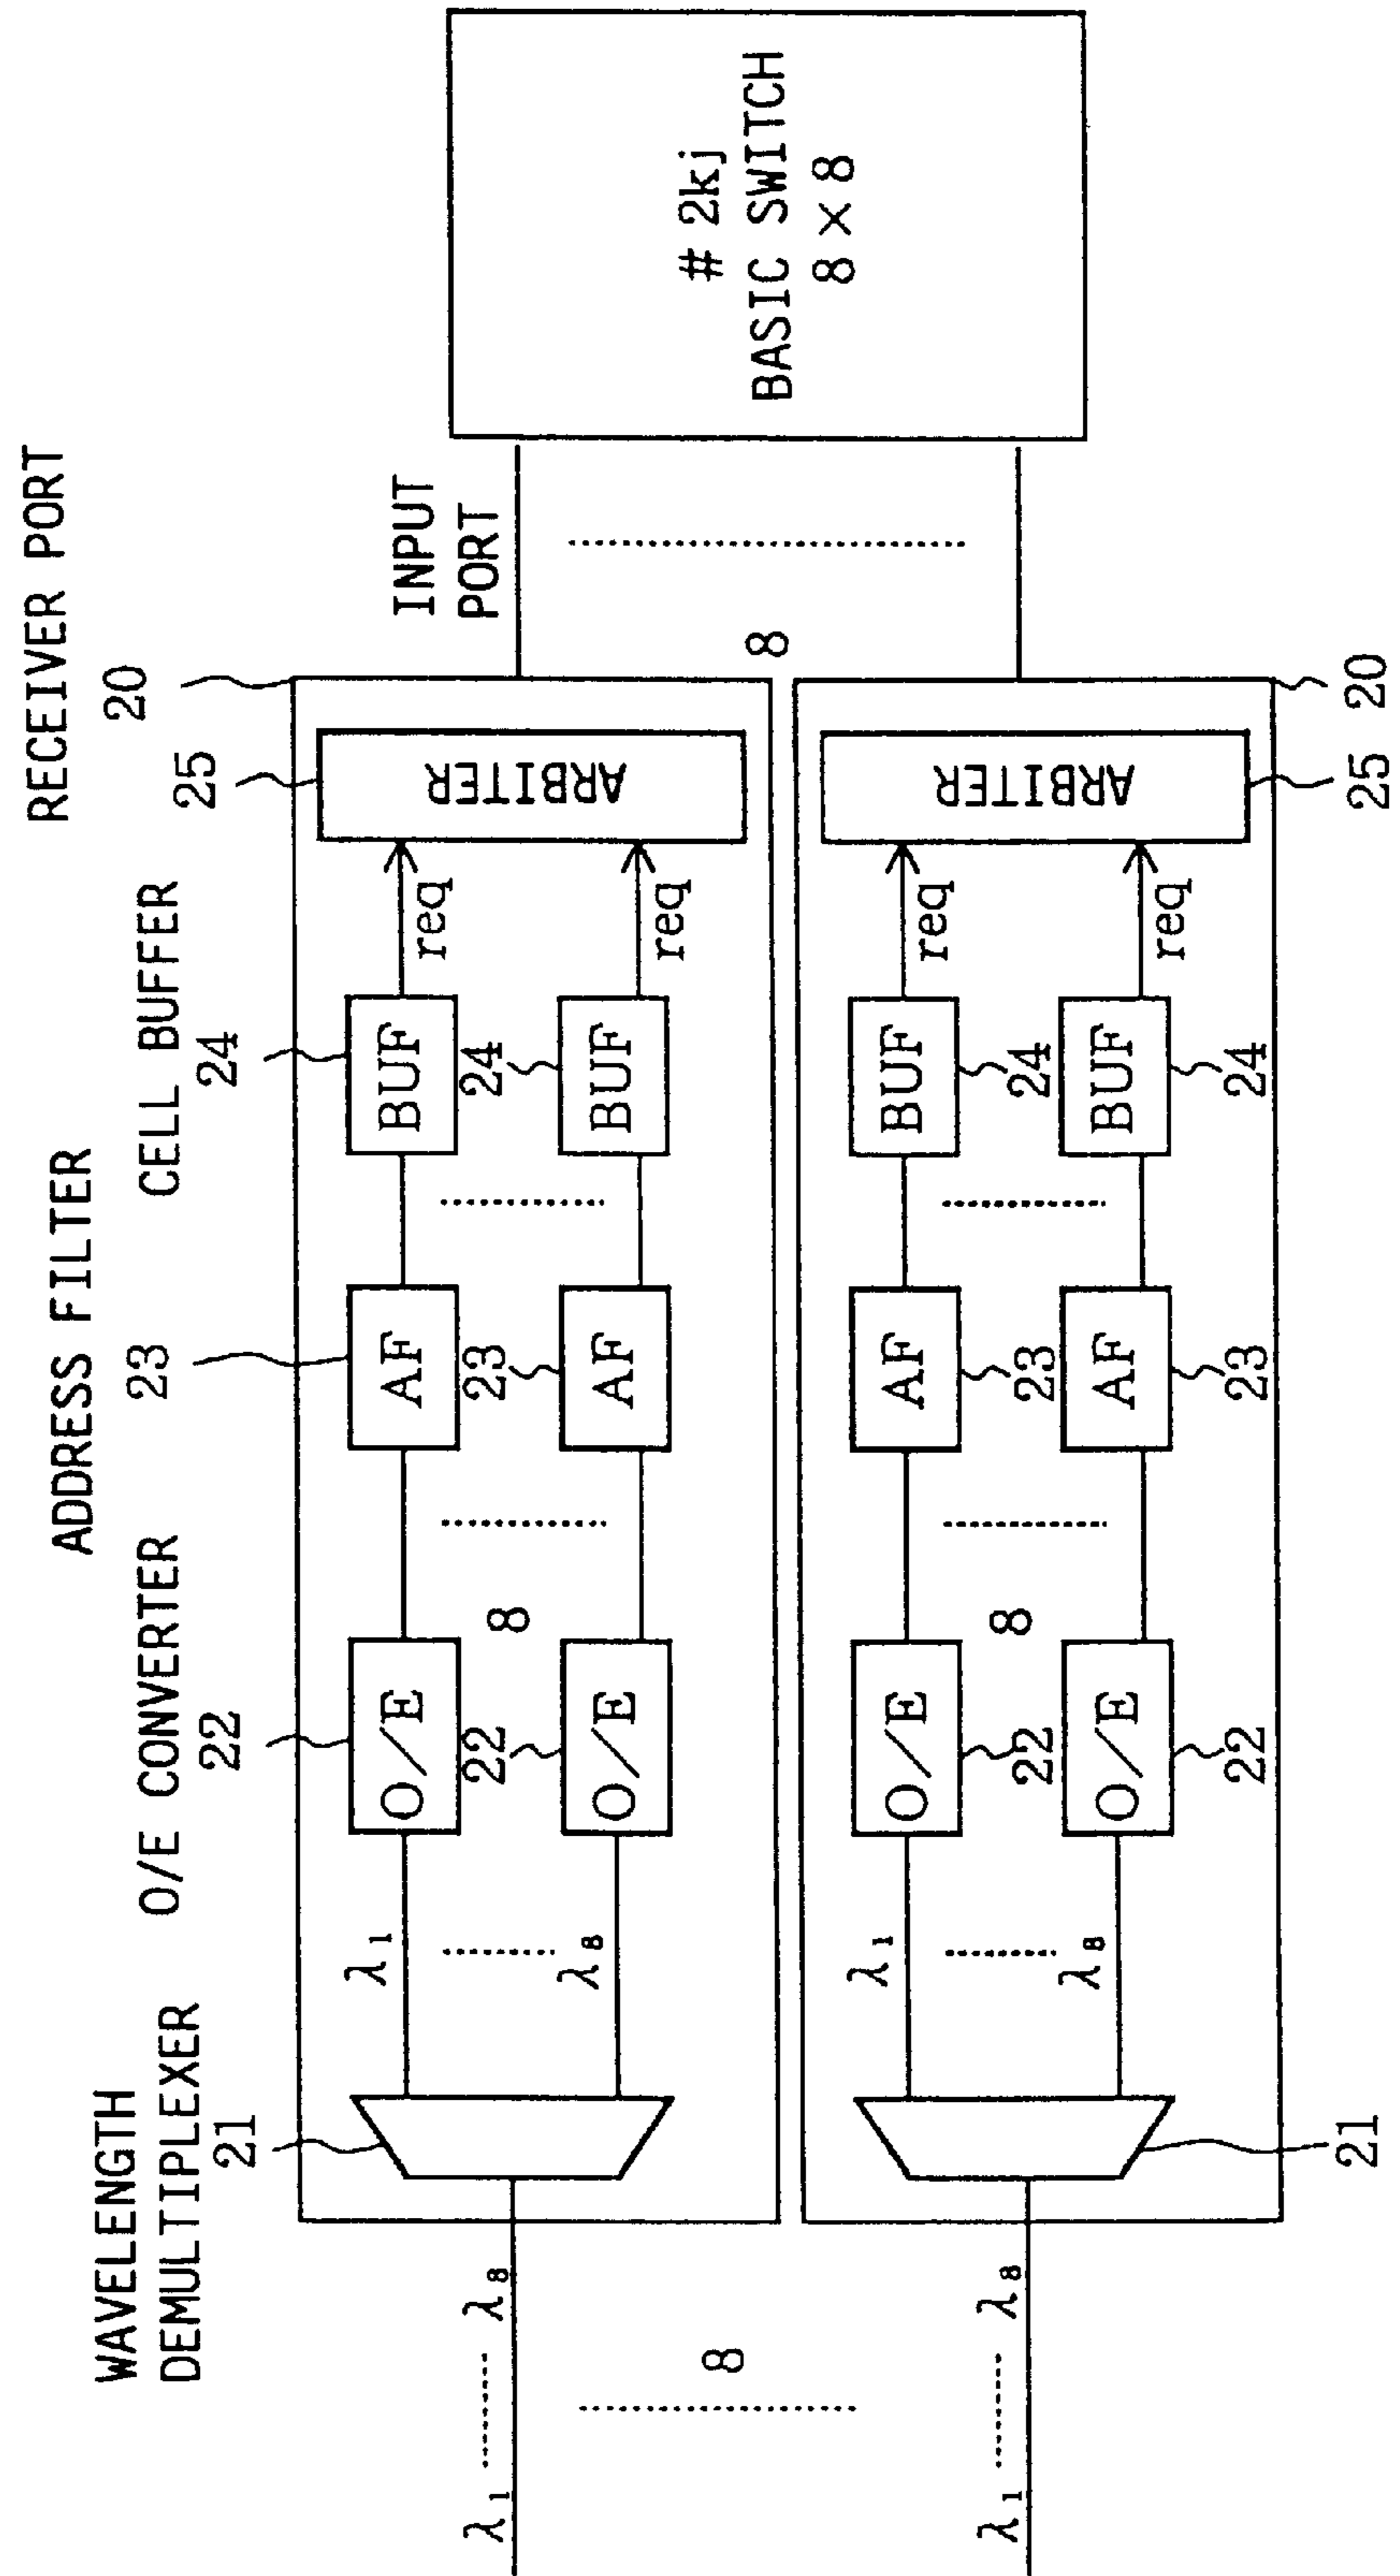 RECEIVER PORT
ADDRESS FILTER
WAVELENGTH
DEMULTIPLEXER
O/E CONVERTER
CELL BUFFER
21
22
23
24
25
20
INPUT
PORT
λ1
λ8
λ1
O/E
AF
BUF
req
ARBITER
8
22
23
24
λ8
O/E
AF
BUF
req
8
8
# 2kj
BASIC SWITCH
8 × 8
λ1
λ8
λ1
O/E
AF
BUF
req
ARBITER
8
22
23
24
λ8
O/E
AF
BUF
req
21
22
23
24
25
20